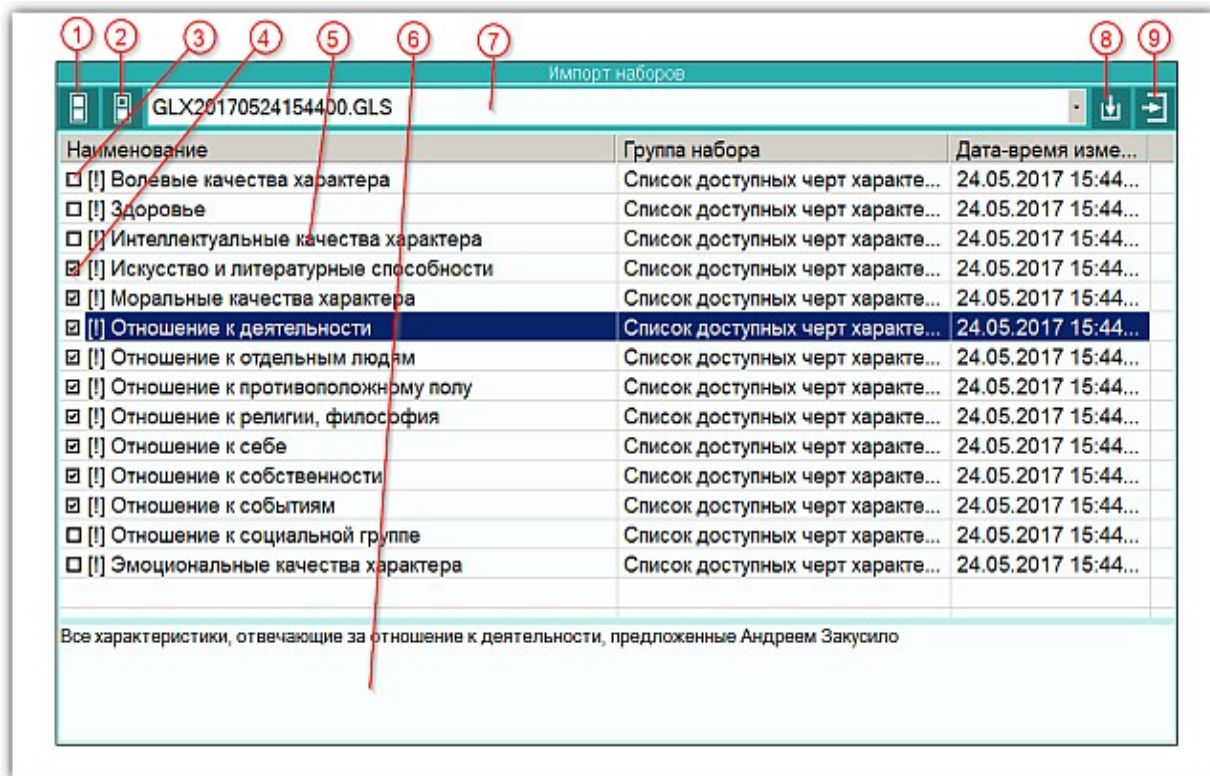 1 2 3 4 5 6 7 8 9
Импорт наборов
GLX20170524154400.GLS
Наименование Группа набора Дата-время изме...
[!] Волевые качества характера Список доступных черт характе... 24.05.2017 15:44...
[!] Здоровье Список доступных черт характе... 24.05.2017 15:44...
[!] Интеллектуальные качества характера Список доступных черт характе... 24.05.2017 15:44...
[!] Искусство и литературные способности Список доступных черт характе... 24.05.2017 15:44...
[!] Моральные качества характера Список доступных черт характе... 24.05.2017 15:44...
[!] Отношение к деятельности Список доступных черт характе... 24.05.2017 15:44...
[!] Отношение к отдельным людям Список доступных черт характе... 24.05.2017 15:44...
[!] Отношение к противоположному полу Список доступных черт характе... 24.05.2017 15:44...
[!] Отношение к религии, философия Список доступных черт характе... 24.05.2017 15:44...
[!] Отношение к себе Список доступных черт характе... 24.05.2017 15:44...
[!] Отношение к собственности Список доступных черт характе... 24.05.2017 15:44...
[!] Отношение к событиям Список доступных черт характе... 24.05.2017 15:44...
[!] Отношение к социальной группе Список доступных черт характе... 24.05.2017 15:44...
[!] Эмоциональные качества характера Список доступных черт характе... 24.05.2017 15:44...
Все характеристики, отвечающие за отношение к деятельности, предложенные Андреем Закусило